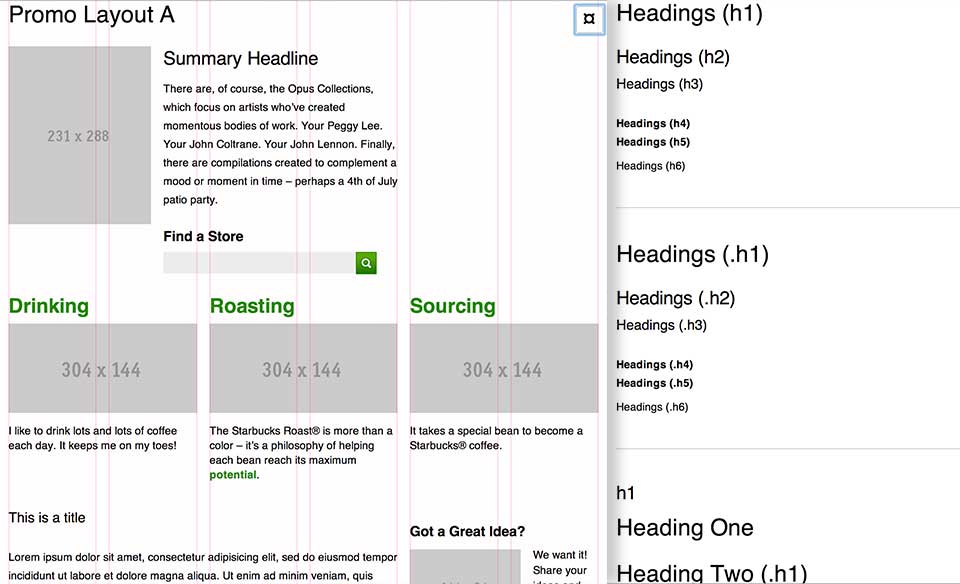 Promo Layout A
¤
231 x 288
Summary Headline
There are, of course, the Opus Collections,
which focus on artists who've created
momentous bodies of work. Your Peggy Lee.
Your John Coltrane. Your John Lennon. Finally,
there are compilations created to complement a
mood or moment in time – perhaps a 4th of July
patio party.
Find a Store
Drinking
304 x 144
I like to drink lots and lots of coffee
each day. It keeps me on my toes!
Roasting
304 x 144
The Starbucks Roast® is more than a
color – it's a philosophy of helping
each bean reach its maximum
potential.
Sourcing
304 x 144
It takes a special bean to become a
Starbucks® coffee.
This is a title
Lorem ipsum dolor sit amet, consectetur adipisicing elit, sed do eiusmod tempor
incididunt ut labore et dolore magna aliqua. Ut enim ad minim veniam, quis
Got a Great Idea?
We want it!
Share your
Headings (h1)
Headings (h2)
Headings (h3)
Headings (h4)
Headings (h5)
Headings (h6)
Headings (.h1)
Headings (.h2)
Headings (.h3)
Headings (.h4)
Headings (.h5)
Headings (.h6)
h1
Heading One
Heading Two (.h1)